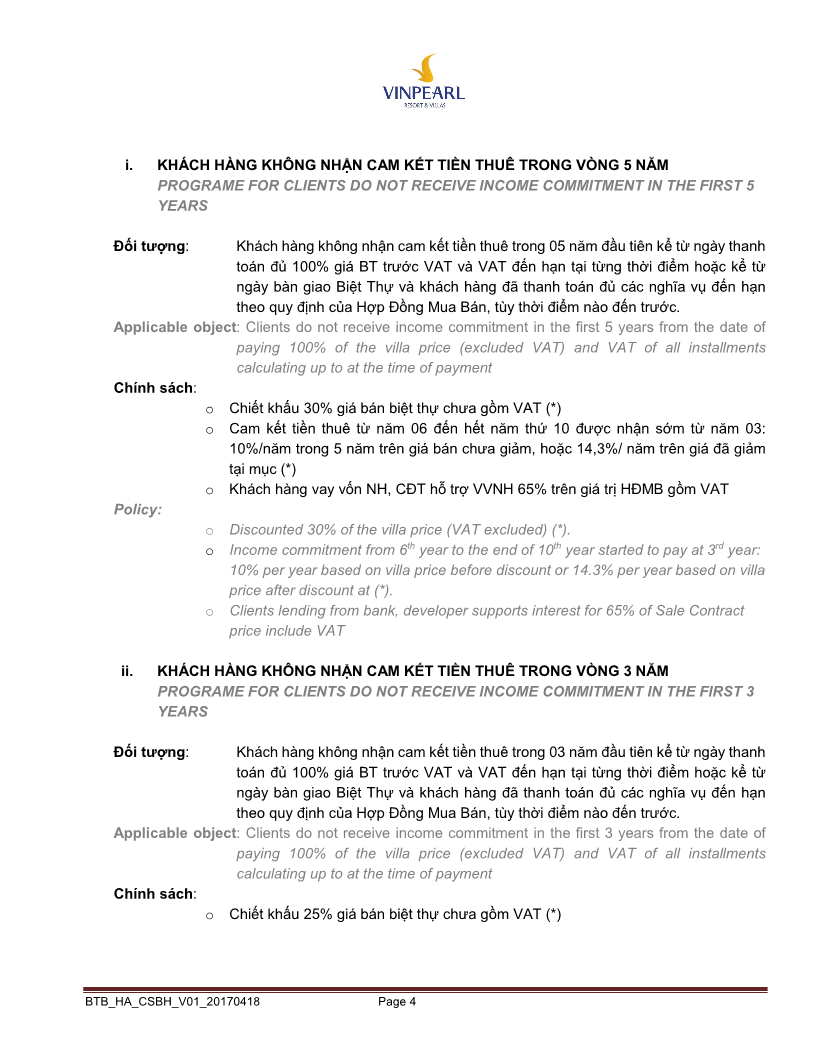 VINPEARL
RESORT & VILLAS
i. KHÁCH HÀNG KHÔNG NHẬN CAM KẾT TIỀN THUÊ TRONG VÒNG 5 NĂM
PROGRAME FOR CLIENTS DO NOT RECEIVE INCOME COMMITMENT IN THE FIRST 5
YEARS
Đối tượng: Khách hàng không nhận cam kết tiền thuê trong 05 năm đầu tiên kể từ ngày thanh
toán đủ 100% giá BT trước VAT và VAT đến hạn tại từng thời điểm hoặc kể từ
ngày bàn giao Biệt Thự và khách hàng đã thanh toán đủ các nghĩa vụ đến hạn
theo quy định của Hợp Đồng Mua Bán, tùy thời điểm nào đến trước.
Applicable object: Clients do not receive income commitment in the first 5 years from the date of
paying 100% of the villa price (excluded VAT) and VAT of all installments
calculating up to at the time of payment
Chính sách:
o Chiết khấu 30% giá bán biệt thự chưa gồm VAT (*)
o Cam kết tiền thuê từ năm 06 đến hết năm thứ 10 được nhận sớm từ năm 03:
10%/năm trong 5 năm trên giá bán chưa giảm, hoặc 14,3%/ năm trên giá đã giảm
tại mục (*)
o Khách hàng vay vốn NH, CĐT hỗ trợ VVNH 65% trên giá trị HĐMB gồm VAT
Policy:
o Discounted 30% of the villa price (VAT excluded) (*).
o Income commitment from 6th year to the end of 10th year started to pay at 3rd year:
10% per year based on villa price before discount or 14.3% per year based on villa
price after discount at (*).
o Clients lending from bank, developer supports interest for 65% of Sale Contract
price include VAT
ii. KHÁCH HÀNG KHÔNG NHẬN CAM KẾT TIỀN THUÊ TRONG VÒNG 3 NĂM
PROGRAME FOR CLIENTS DO NOT RECEIVE INCOME COMMITMENT IN THE FIRST 3
YEARS
Đối tượng: Khách hàng không nhận cam kết tiền thuê trong 03 năm đầu tiên kể từ ngày thanh
toán đủ 100% giá BT trước VAT và VAT đến hạn tại từng thời điểm hoặc kể từ
ngày bàn giao Biệt Thự và khách hàng đã thanh toán đủ các nghĩa vụ đến hạn
theo quy định của Hợp Đồng Mua Bán, tùy thời điểm nào đến trước.
Applicable object: Clients do not receive income commitment in the first 3 years from the date of
paying 100% of the villa price (excluded VAT) and VAT of all installments
calculating up to at the time of payment
Chính sách:
o Chiết khấu 25% giá bán biệt thự chưa gồm VAT (*)
BTB_HA_CSBH_V01_20170418 Page 4